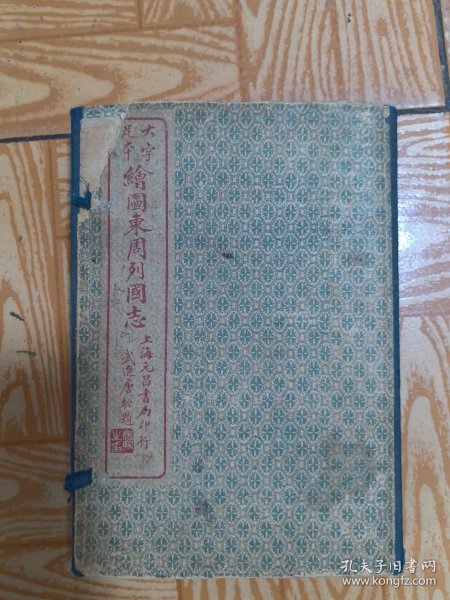 大字
足本
繪圖東周列國志
上海元昌書局印行
武進唐
題
孔夫子旧书网
www.kongfz.com